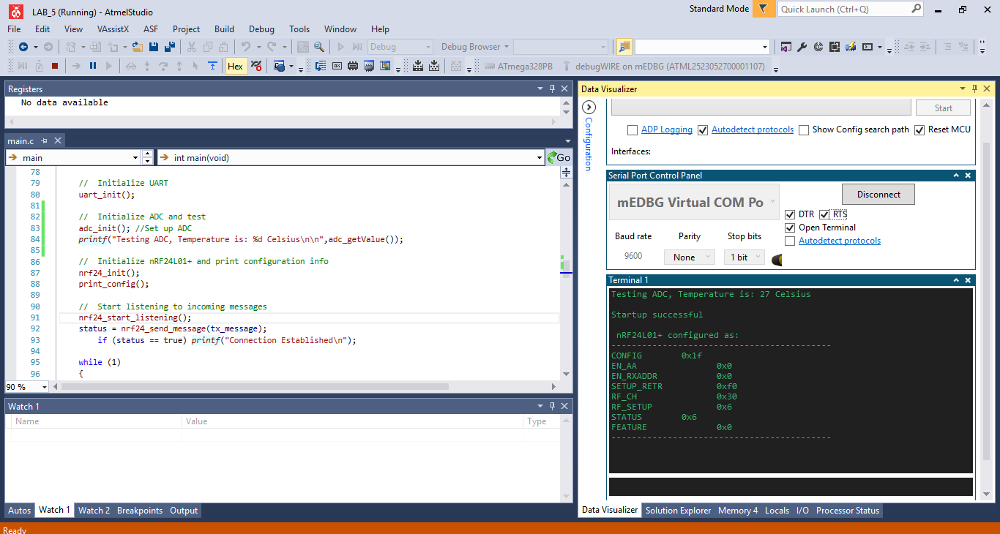 LAB_5 (Running) - AtmelStudio
Standard Mode
Quick Launch (Ctrl+Q)
File Edit View VAssistX ASF Project Build Debug Tools Window Help
Debug
Debug Browser
Hex
ATmega328PB
debugWIRE on mEDBG (ATML2523052700001107)
Registers
No data available
main.c
main
int main(void)
Go
78
79 // Initialize UART
80 uart_init();
81
82 // Initialize ADC and test
83 adc_init(); //Set up ADC
84 printf("Testing ADC, Temperature is: %d Celsius\n\n",adc_getValue());
85
86 // Initialize nRF24L01+ and print configuration info
87 nrf24_init();
88 print_config();
89
90 // Start listening to incoming messages
91 nrf24_start_listening();
92 status = nrf24_send_message(tx_message);
93 if (status == true) printf("Connection Established\n");
94
95 while (1)
96 {
90 %
Watch 1
Name Value Type
Autos Watch 1 Watch 2 Breakpoints Output
Data Visualizer
Configuration
Start
ADP Logging Autodetect protocols Show Config search path Reset MCU
Interfaces:
Serial Port Control Panel
mEDBG Virtual COM Po
Disconnect
DTR RTS
Open Terminal
Autodetect protocols
Baud rate Parity Stop bits
9600 None 1 bit
Terminal 1
Testing ADC, Temperature is: 27 Celsius
Startup successful
nRF24L01+ configured as:
-------------------------------------------
CONFIG 0x1f
EN_AA 0x0
EN_RXADDR 0x0
SETUP_RETR 0xf0
RF_CH 0x30
RF_SETUP 0x6
STATUS 0x6
FEATURE 0x0
-------------------------------------------
Data Visualizer Solution Explorer Memory 4 Locals I/O Processor Status
Ready